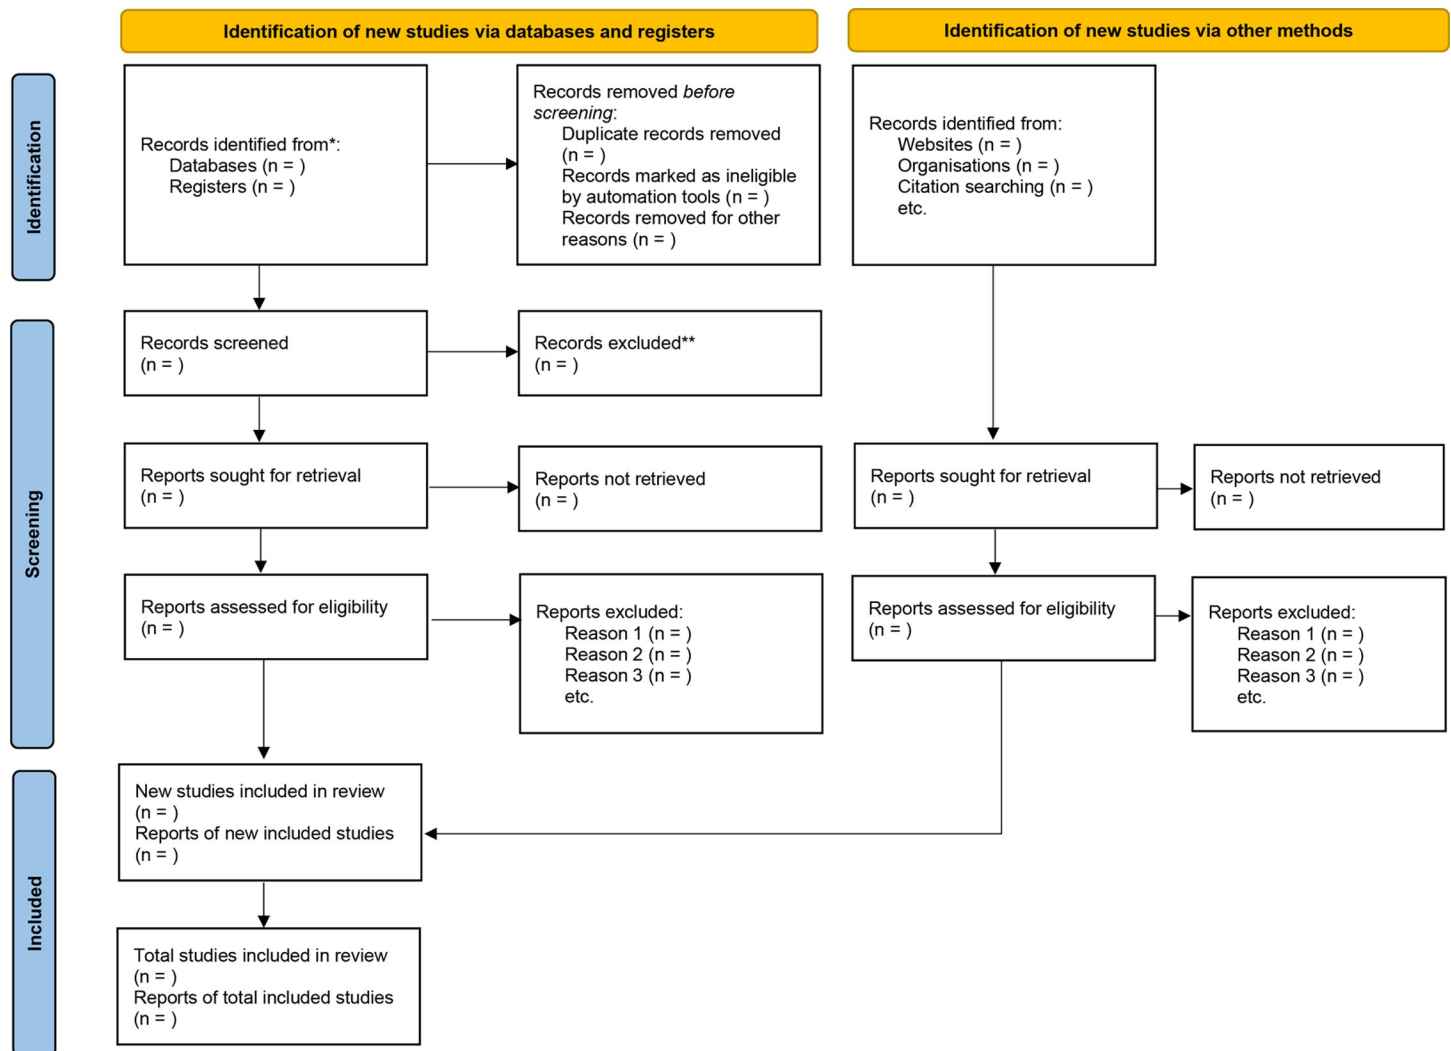 Identification of new studies via databases and registers
Identification of new studies via other methods
Identification
Records identified from*:
Databases (n = )
Registers (n = )
Records removed before
screening:
Duplicate records removed
(n = )
Records marked as ineligible
by automation tools (n = )
Records removed for other
reasons (n = )
Records identified from:
Websites (n = )
Organisations (n = )
Citation searching (n = )
etc.
Screening
Records screened
(n = )
Records excluded**
(n = )
Reports sought for retrieval
(n = )
Reports not retrieved
(n = )
Reports sought for retrieval
(n = )
Reports not retrieved
(n = )
Reports assessed for eligibility
(n = )
Reports excluded:
Reason 1 (n = )
Reason 2 (n = )
Reason 3 (n = )
etc.
Reports assessed for eligibility
(n = )
Reports excluded:
Reason 1 (n = )
Reason 2 (n = )
Reason 3 (n = )
etc.
Included
New studies included in review
(n = )
Reports of new included studies
(n = )
Total studies included in review
(n = )
Reports of total included studies
(n = )